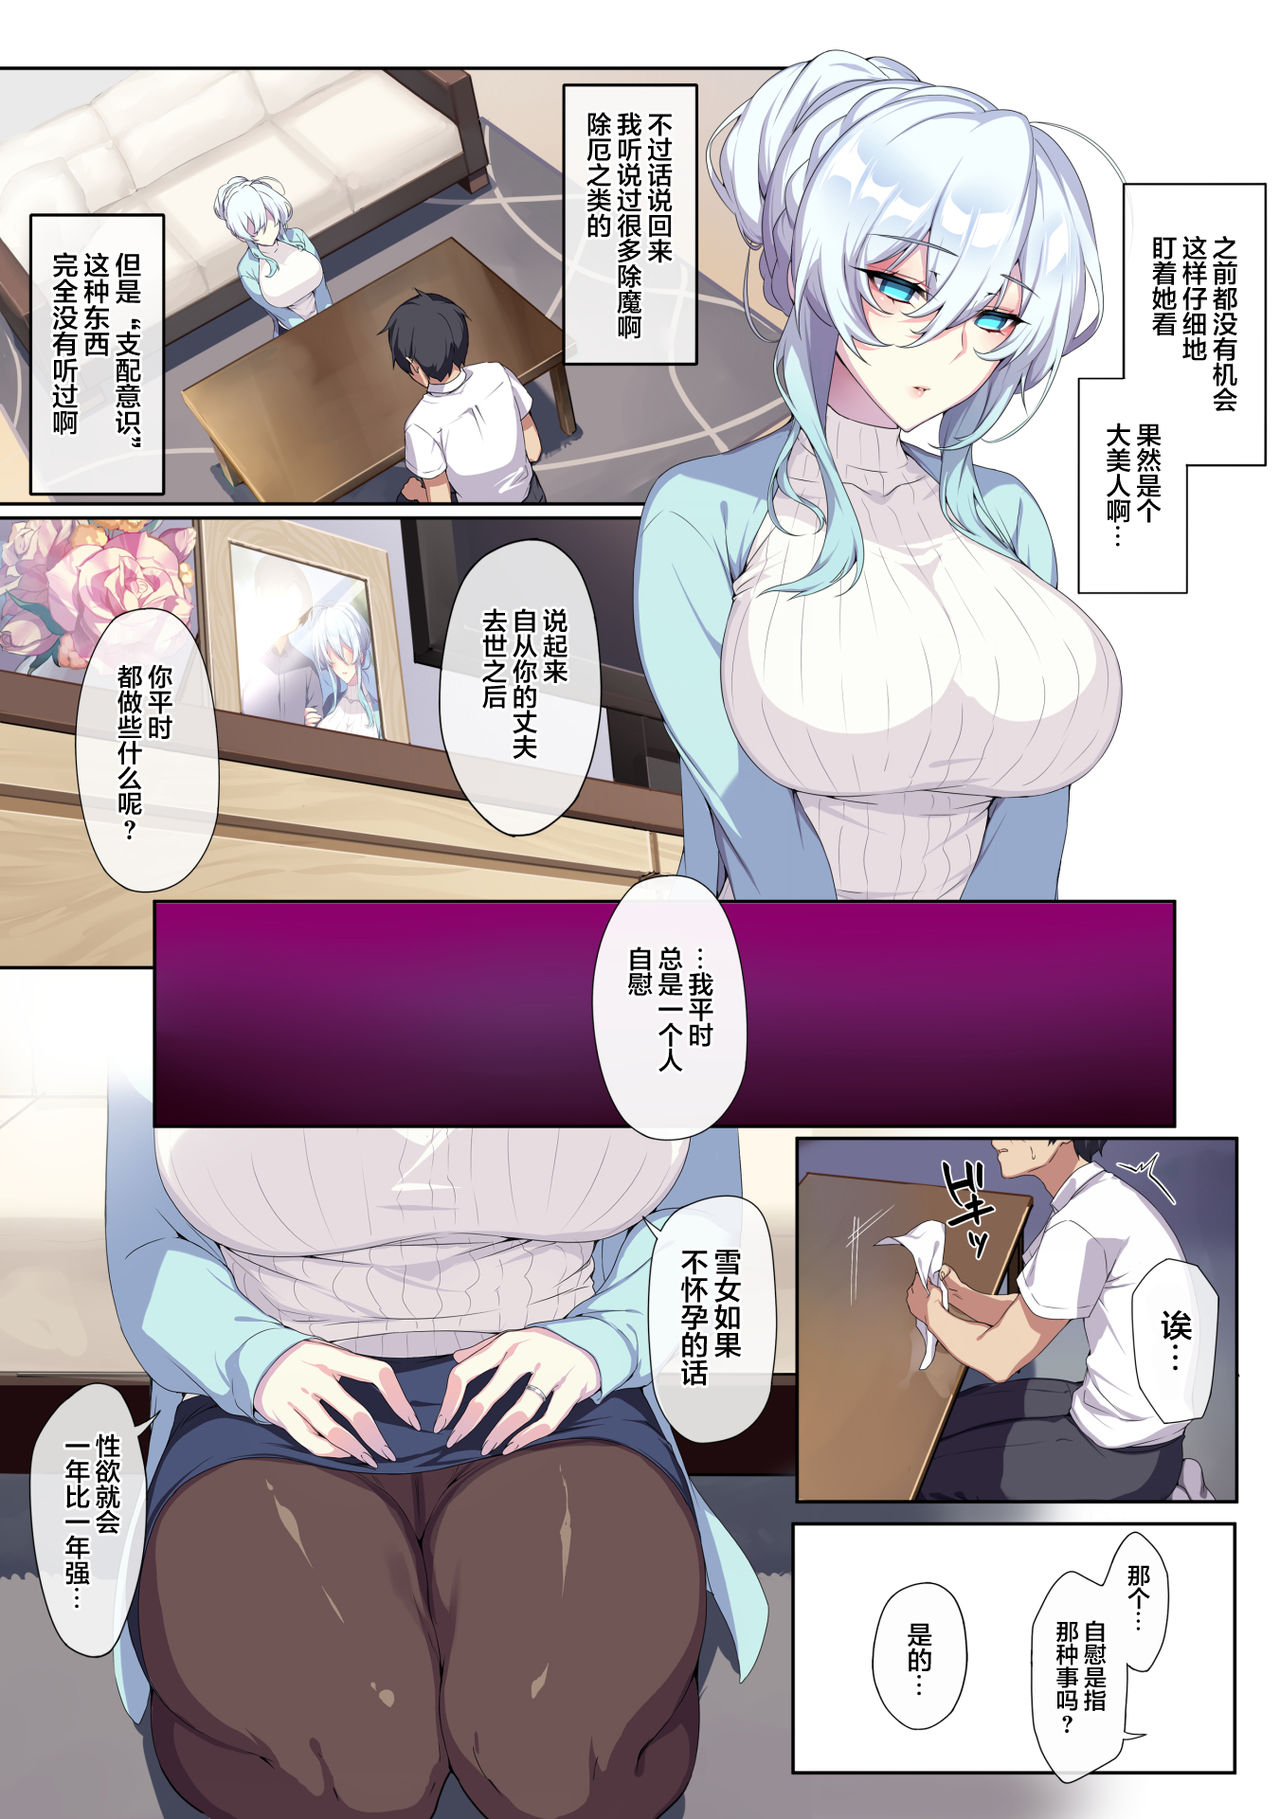 之前都没有机会
这样仔细地
盯着她看
果然是个
大美人啊…
不过话说回来
我听说过很多除魔啊
除厄之类的
但是“支配意识”
这种东西
完全没有听过啊
说起来
自从你的丈夫
去世之后
你平时
都做些什么呢？
…我平时
总是一个人
自慰
诶…
ピキッ
雪女如果
不怀孕的话
性欲就会
一年比一年强…
那个…
自慰是指
那种事吗？
是的…